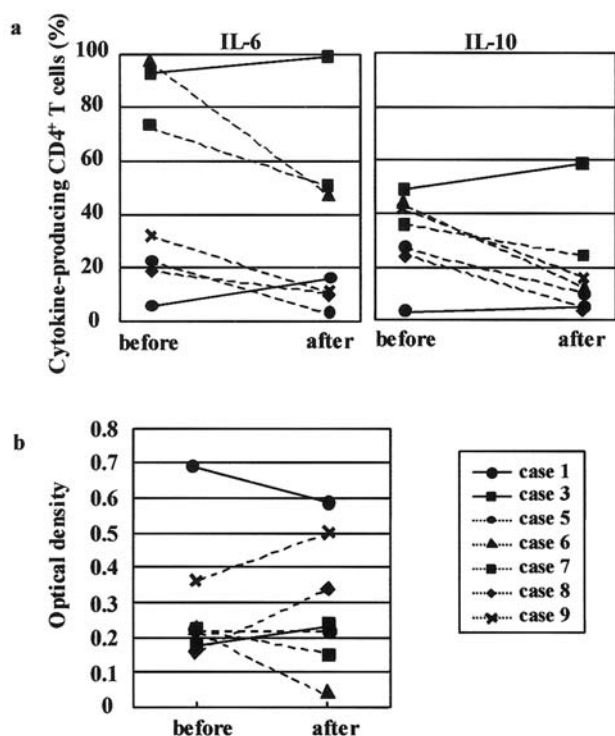 a
IL-6 IL-10
Cytokine-producing CD4+ T cells (%)
100
80
60
40
20
0
before after before after
b
Optical density
0.8
0.7
0.6
0.5
0.4
0.3
0.2
0.1
0
before after
case 1
case 3
case 5
case 6
case 7
case 8
case 9